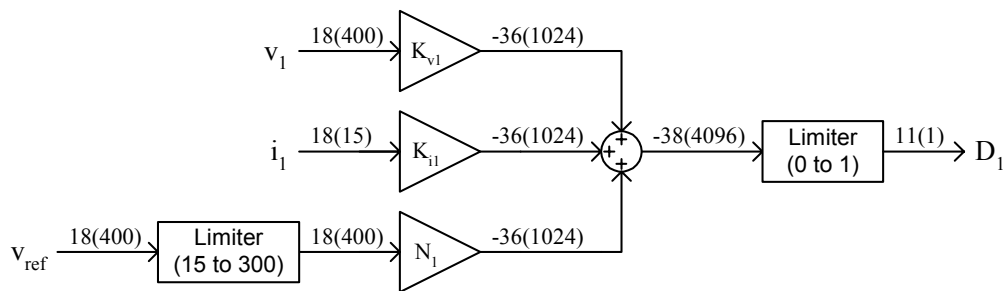 v1 18(400) Kv1 -36(1024)
i1 18(15) Ki1 -36(1024) + + + -38(4096) Limiter (0 to 1) 11(1) D1
vref 18(400) Limiter (15 to 300) 18(400) N1 -36(1024)